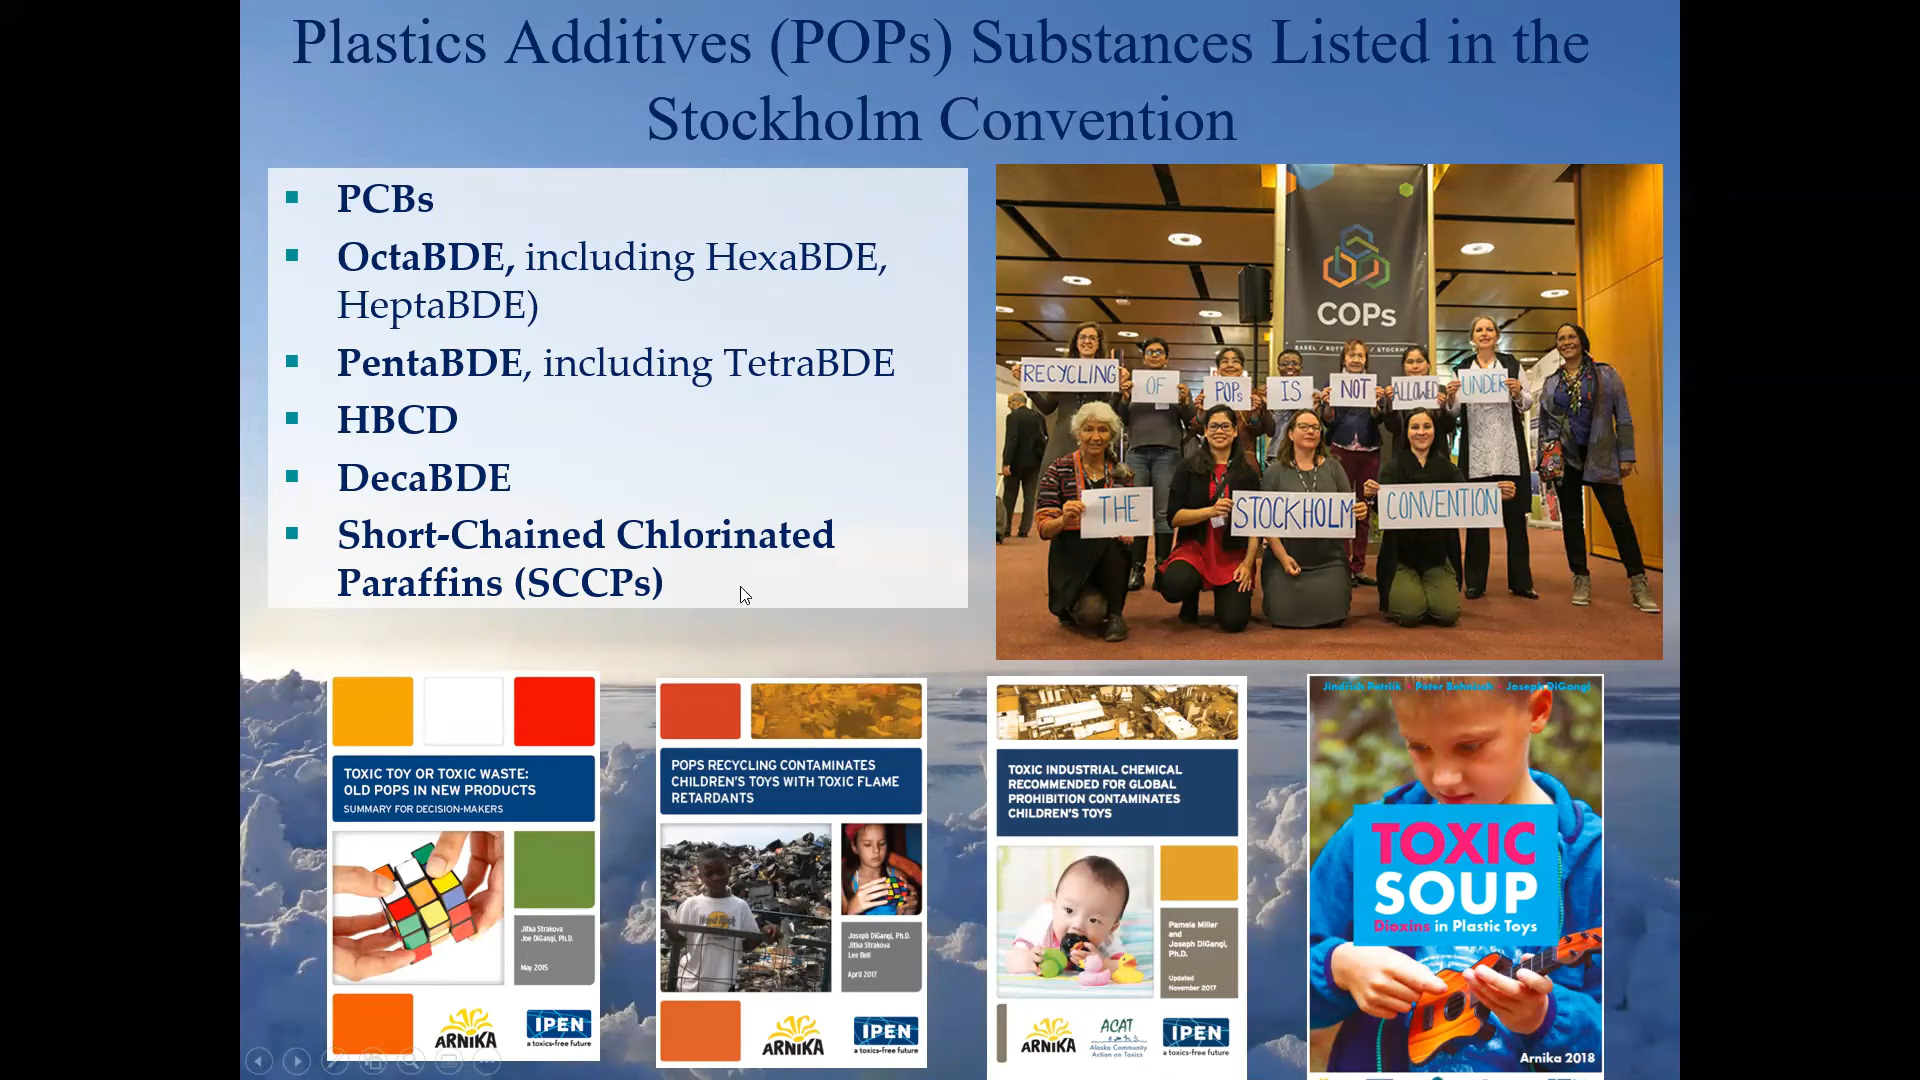 Plastics Additives (POPs) Substances Listed in the
Stockholm Convention
PCBs
OctaBDE, including HexaBDE,
HeptaBDE)
PentaBDE, including TetraBDE
HBCD
DecaBDE
Short-Chained Chlorinated
Paraffins (SCCPs)
COPs
RECYCLING OF POPs IS NOT ALLOWED UNDER
THE STOCKHOLM CONVENTION
TOXIC TOY OR TOXIC WASTE:
OLD POPS IN NEW PRODUCTS
SUMMARY FOR DECISION-MAKERS
Jitka Strakova
Joe DiGangi, Ph.D.
May 2015
ARNIKA
IPEN
a toxics-free future
POPS RECYCLING CONTAMINATES
CHILDREN'S TOYS WITH TOXIC FLAME
RETARDANTS
Joseph DiGangi, Ph.D.
Jitka Strakova
Lee Bell
April 2017
ARNIKA
IPEN
a toxics-free future
TOXIC INDUSTRIAL CHEMICAL
RECOMMENDED FOR GLOBAL
PROHIBITION CONTAMINATES
CHILDREN'S TOYS
Pamela Miller
and
Joseph DiGangi,
Ph.D.
Updated
November 2017
ARNIKA
ACAT
Alaska Community
Action on Toxics
IPEN
a toxics-free future
Jindrich Petrlik • Peter Behnisch • Joseph DiGangi
TOXIC
SOUP
Dioxins in Plastic Toys
Arnika 2018